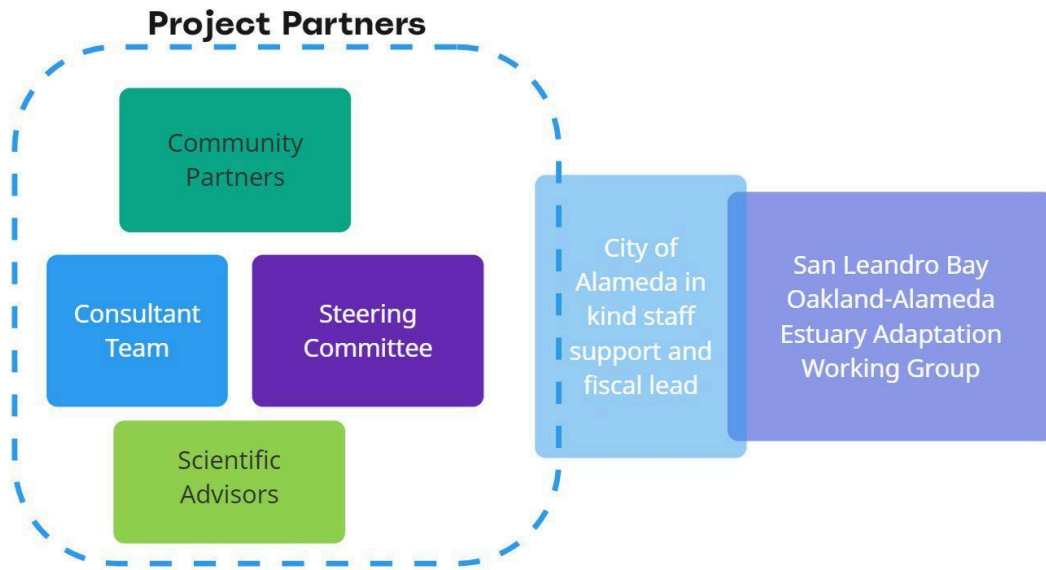 Project Partners
Community
Partners
Consultant
Team
Steering
Committee
Scientific
Advisors
City of
Alameda in
kind staff
support and
fiscal lead
San Leandro Bay
Oakland-Alameda
Estuary Adaptation
Working Group